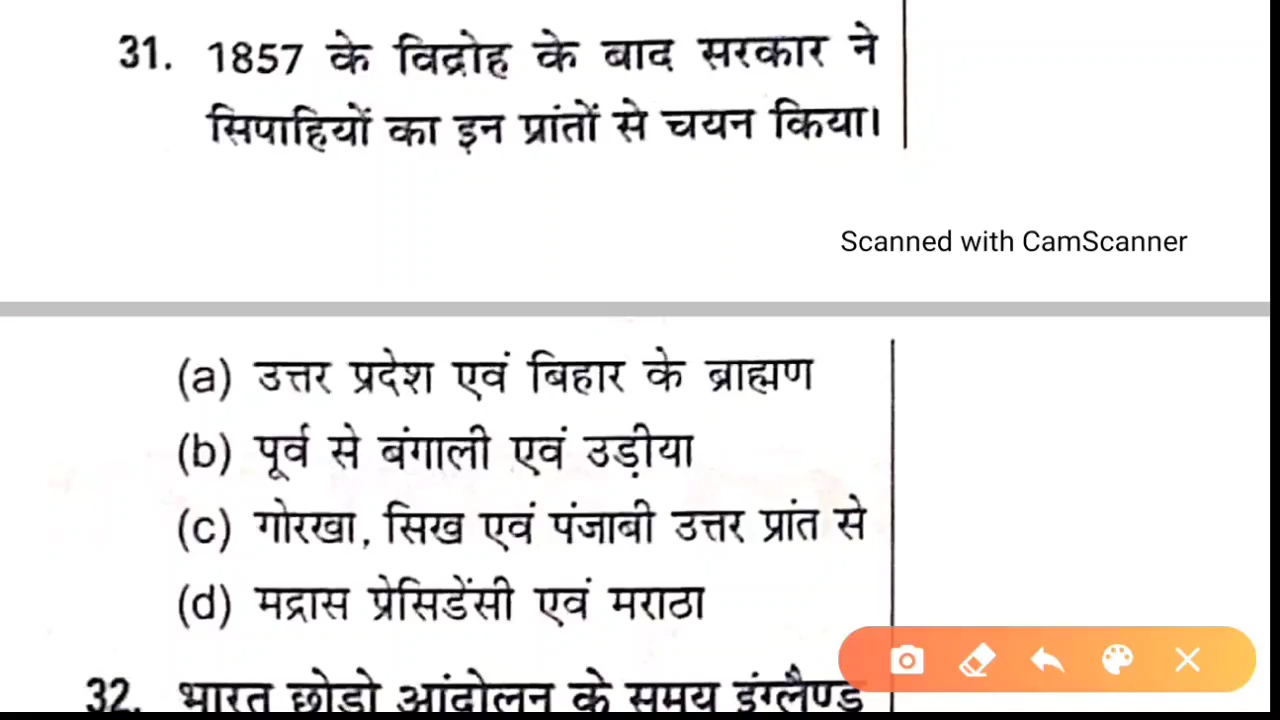 31. 1857 के विद्रोह के बाद सरकार ने
सिपाहियों का इन प्रांतों से चयन किया।
Scanned with CamScanner
(a) उत्तर प्रदेश एवं बिहार के ब्राह्मण
(b) पूर्व से बंगाली एवं उड़ीया
(c) गोरखा, सिख एवं पंजाबी उत्तर प्रांत से
(d) मद्रास प्रेसिडेंसी एवं मराठा
32. भारत छोड़ो आंदोलन के समय इंग्लैण्ड